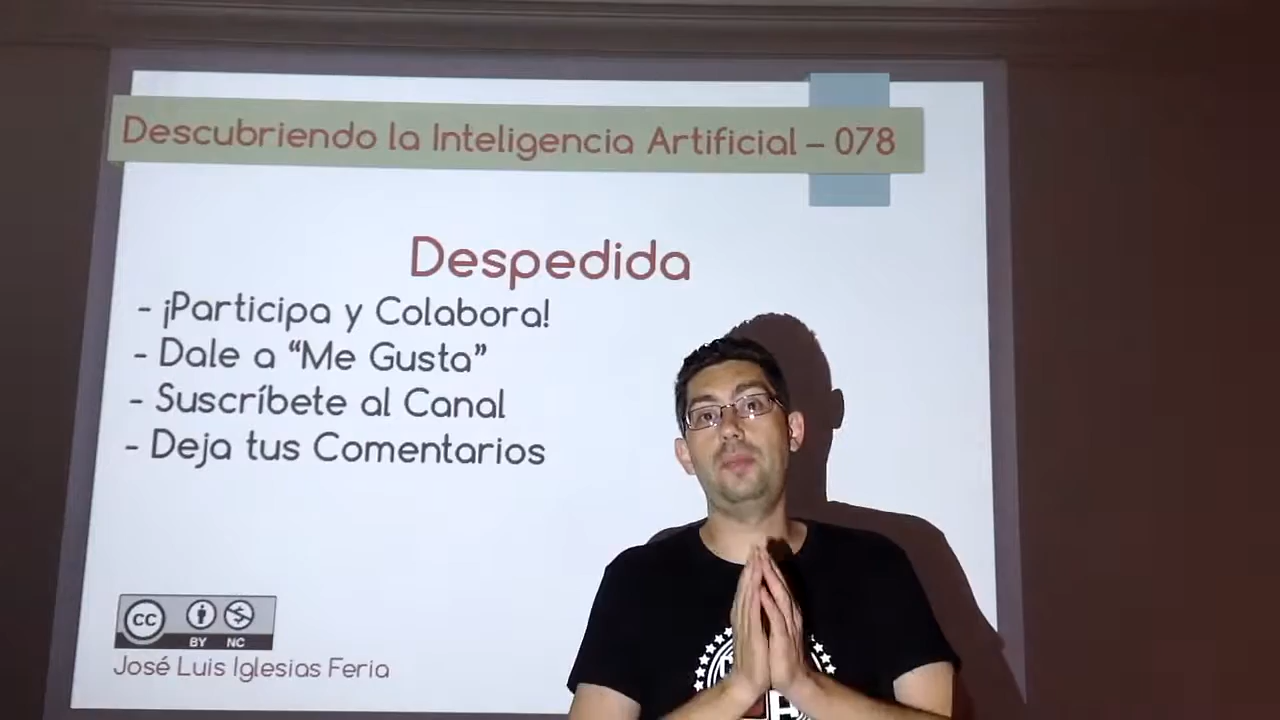 Descubriendo la Inteligencia Artificial – 078
Despedida
- ¡Participa y Colabora!
- Dale a “Me Gusta”
- Suscríbete al Canal
- Deja tus Comentarios
CC
BY NC
José Luis Iglesias Feria